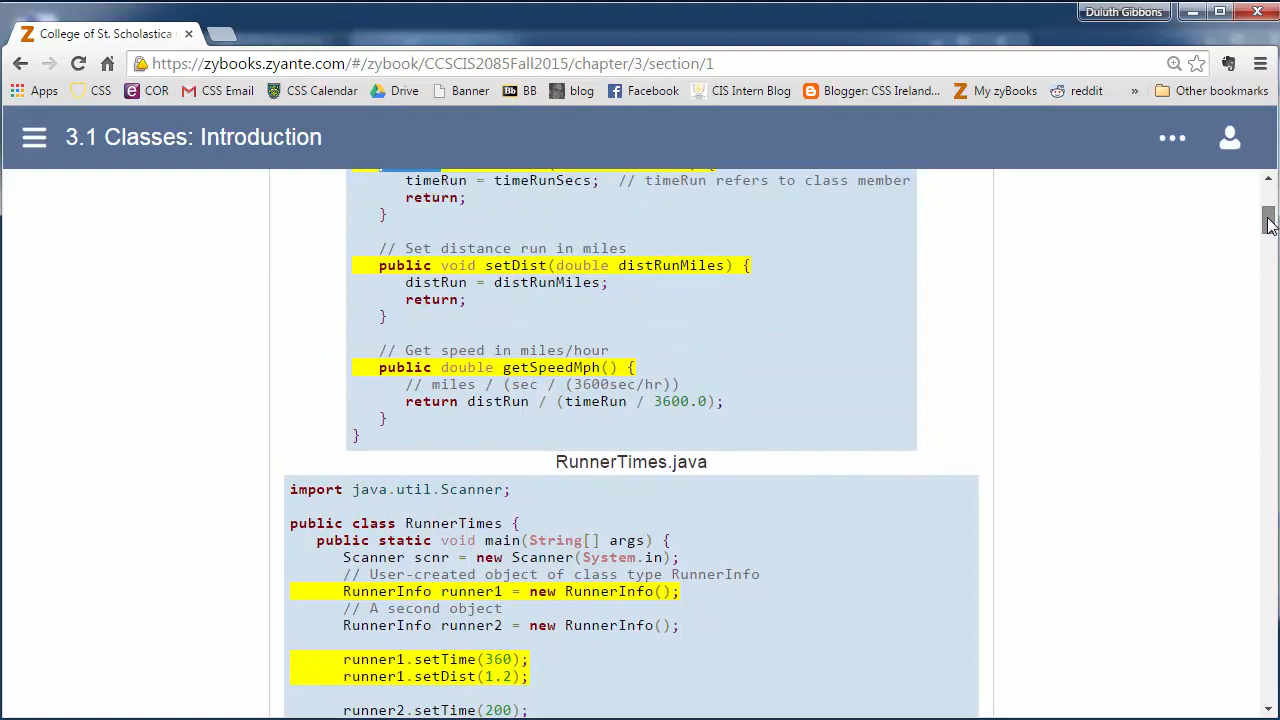 Duluth Gibbons
College of St. Scholastica
https://zybooks.zyante.com/#/zybook/CCSCIS2085Fall2015/chapter/3/section/1
Apps CSS COR CSS Email CSS Calendar Drive Banner Bb BB blog Facebook CIS Intern Blog Blogger: CSS Ireland... My zyBooks reddit » Other bookmarks
3.1 Classes: Introduction
timeRun = timeRunSecs;  // timeRun refers to class member
return;
}
// Set distance run in miles
public void setDist(double distRunMiles) {
distRun = distRunMiles;
return;
}
// Get speed in miles/hour
public double getSpeedMph() {
// miles / (sec / (3600sec/hr))
return distRun / (timeRun / 3600.0);
}
}
RunnerTimes.java
import java.util.Scanner;
public class RunnerTimes {
public static void main(String[] args) {
Scanner scnr = new Scanner(System.in);
// User-created object of class type RunnerInfo
RunnerInfo runner1 = new RunnerInfo();
// A second object
RunnerInfo runner2 = new RunnerInfo();
runner1.setTime(360);
runner1.setDist(1.2);
runner2.setTime(200);